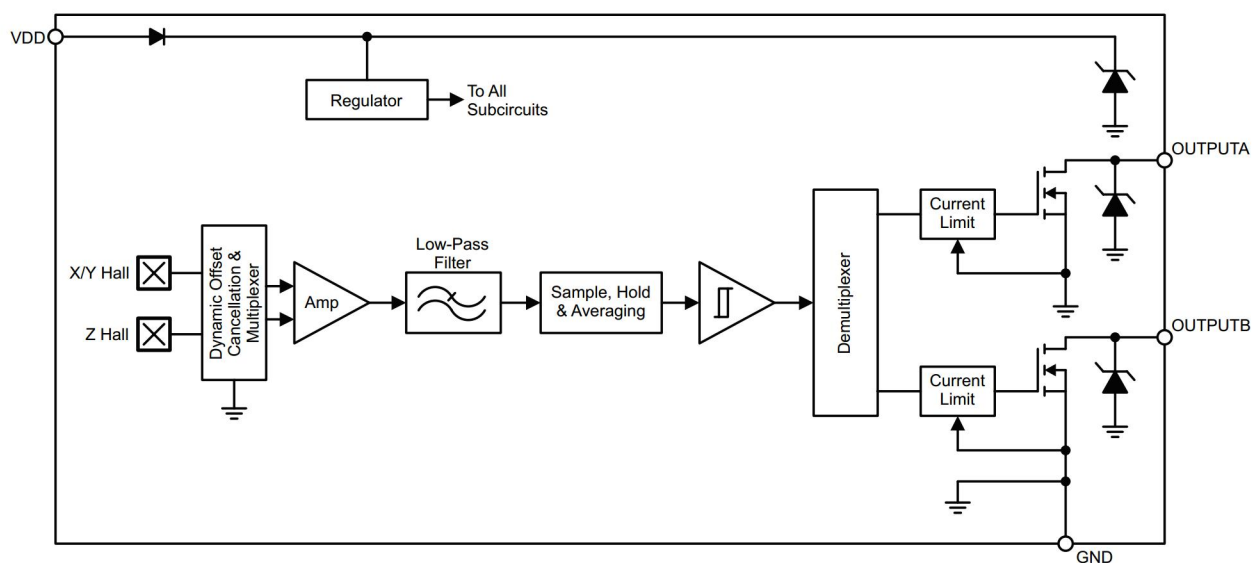 VDD
Regulator
To All
Subcircuits
OUTPUTA
X/Y Hall
Z Hall
Dynamic Offset
Cancellation &
Multiplexer
Amp
Low-Pass
Filter
Sample, Hold
& Averaging
Demultiplexer
Current
Limit
OUTPUTB
Current
Limit
GND